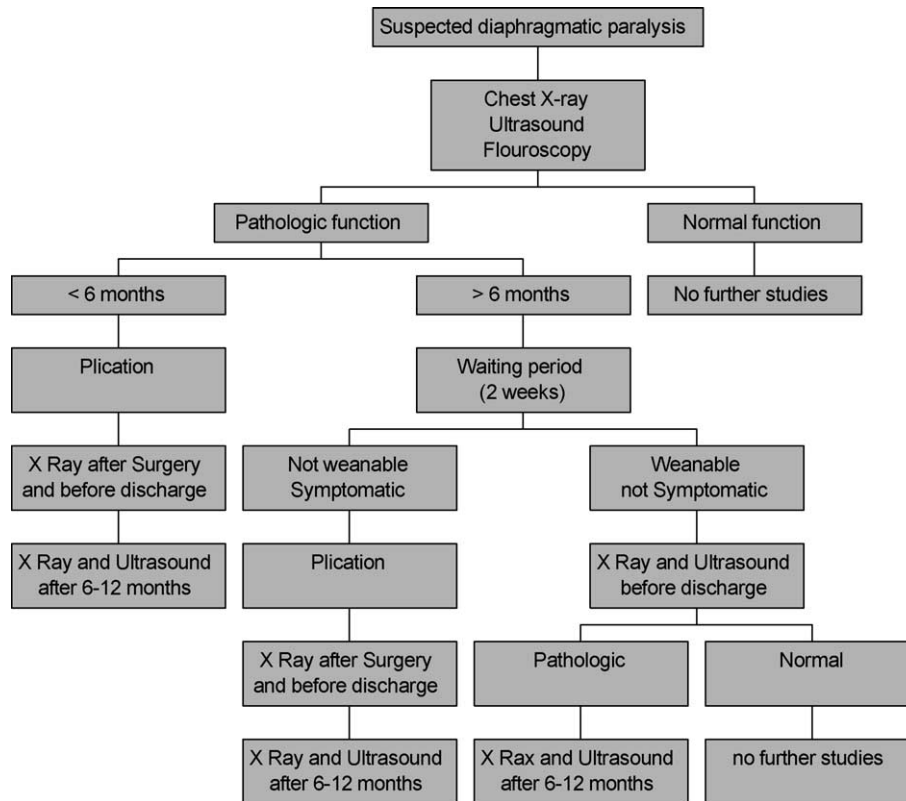 Suspected diaphragmatic paralysis
Chest X-ray
Ultrasound
Flouroscopy
Pathologic function
Normal function
< 6 months
> 6 months
No further studies
Plication
Waiting period
(2 weeks)
X Ray after Surgery
and before discharge
Not weanable
Symptomatic
Weanable
not Symptomatic
X Ray and Ultrasound
after 6-12 months
Plication
X Ray and Ultrasound
before discharge
X Ray after Surgery
and before discharge
Pathologic
Normal
X Ray and Ultrasound
after 6-12 months
X Rax and Ultrasound
after 6-12 months
no further studies